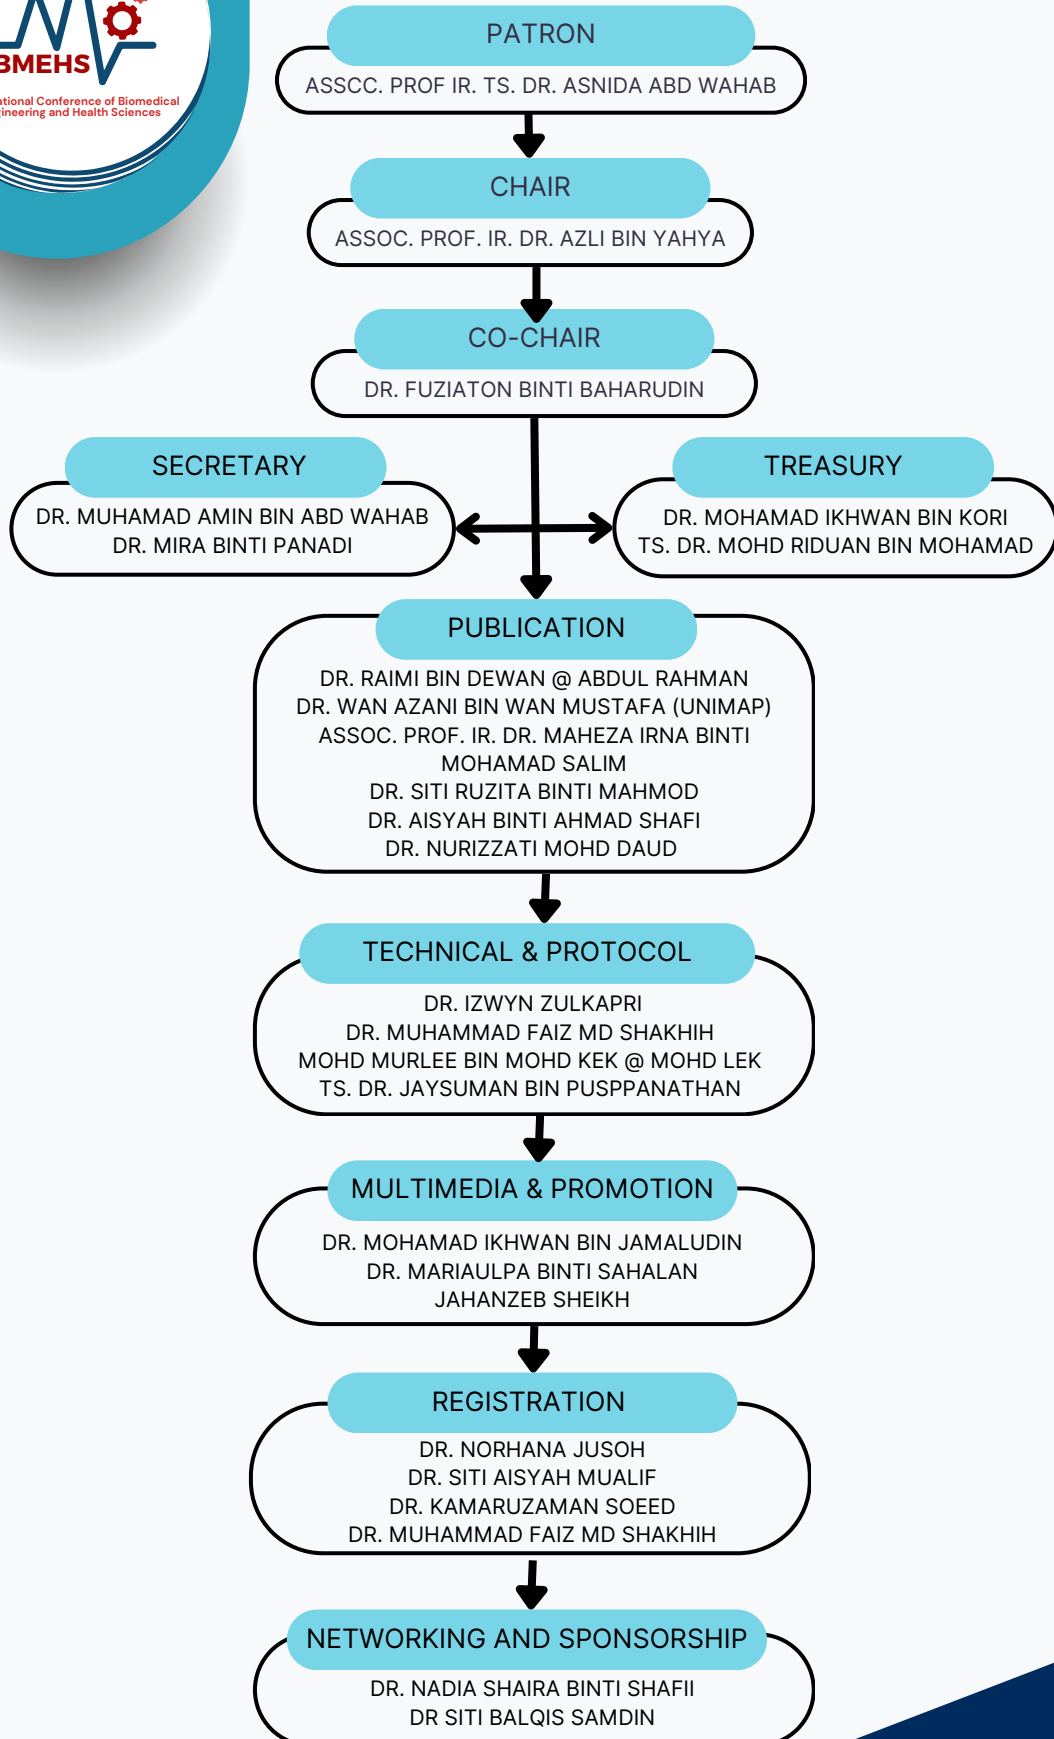 BMEHS
ational Conference of Biomedical
gineering and Health Sciences
PATRON
ASSCC. PROF IR. TS. DR. ASNIDA ABD WAHAB
CHAIR
ASSOC. PROF. IR. DR. AZLI BIN YAHYA
CO-CHAIR
DR. FUZIATON BINTI BAHARUDIN
SECRETARY
DR. MUHAMAD AMIN BIN ABD WAHAB
DR. MIRA BINTI PANADI
TREASURY
DR. MOHAMAD IKHWAN BIN KORI
TS. DR. MOHD RIDUAN BIN MOHAMAD
PUBLICATION
DR. RAIMI BIN DEWAN @ ABDUL RAHMAN
DR. WAN AZANI BIN WAN MUSTAFA (UNIMAP)
ASSOC. PROF. IR. DR. MAHEZA IRNA BINTI
MOHAMAD SALIM
DR. SITI RUZITA BINTI MAHMOD
DR. AISYAH BINTI AHMAD SHAFI
DR. NURIZZATI MOHD DAUD
TECHNICAL & PROTOCOL
DR. IZWYN ZULKAPRI
DR. MUHAMMAD FAIZ MD SHAKHIH
MOHD MURLEE BIN MOHD KEK @ MOHD LEK
TS. DR. JAYSUMAN BIN PUSPPANATHAN
MULTIMEDIA & PROMOTION
DR. MOHAMAD IKHWAN BIN JAMALUDIN
DR. MARIAULPA BINTI SAHALAN
JAHANZEB SHEIKH
REGISTRATION
DR. NORHANA JUSOH
DR. SITI AISYAH MUALIF
DR. KAMARUZAMAN SOEED
DR. MUHAMMAD FAIZ MD SHAKHIH
NETWORKING AND SPONSORSHIP
DR. NADIA SHAIRA BINTI SHAFII
DR SITI BALQIS SAMDIN